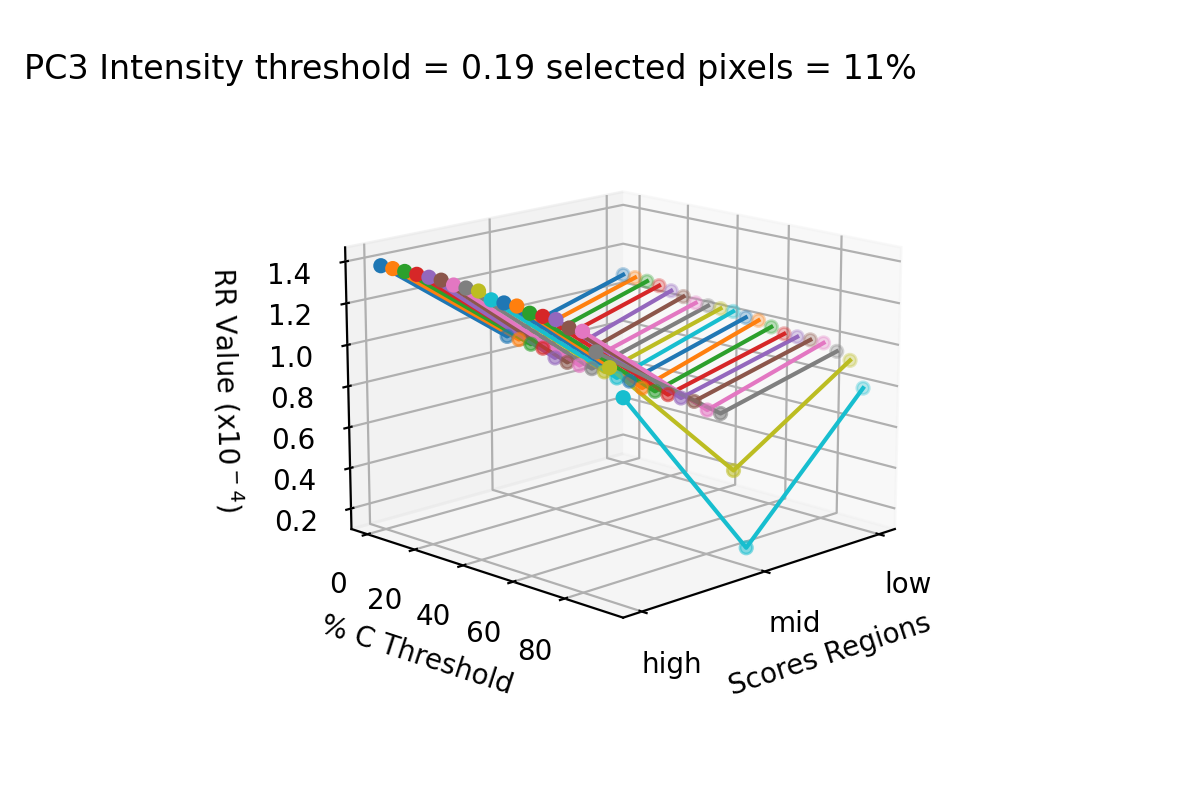 PC3 Intensity threshold = 0.19 selected pixels = 11%
RR Value (x10⁻⁴)
1.4
1.2
1.0
0.8
0.6
0.4
0.2
0
20
40
60
80
% C Threshold
high
mid
low
Scores Regions